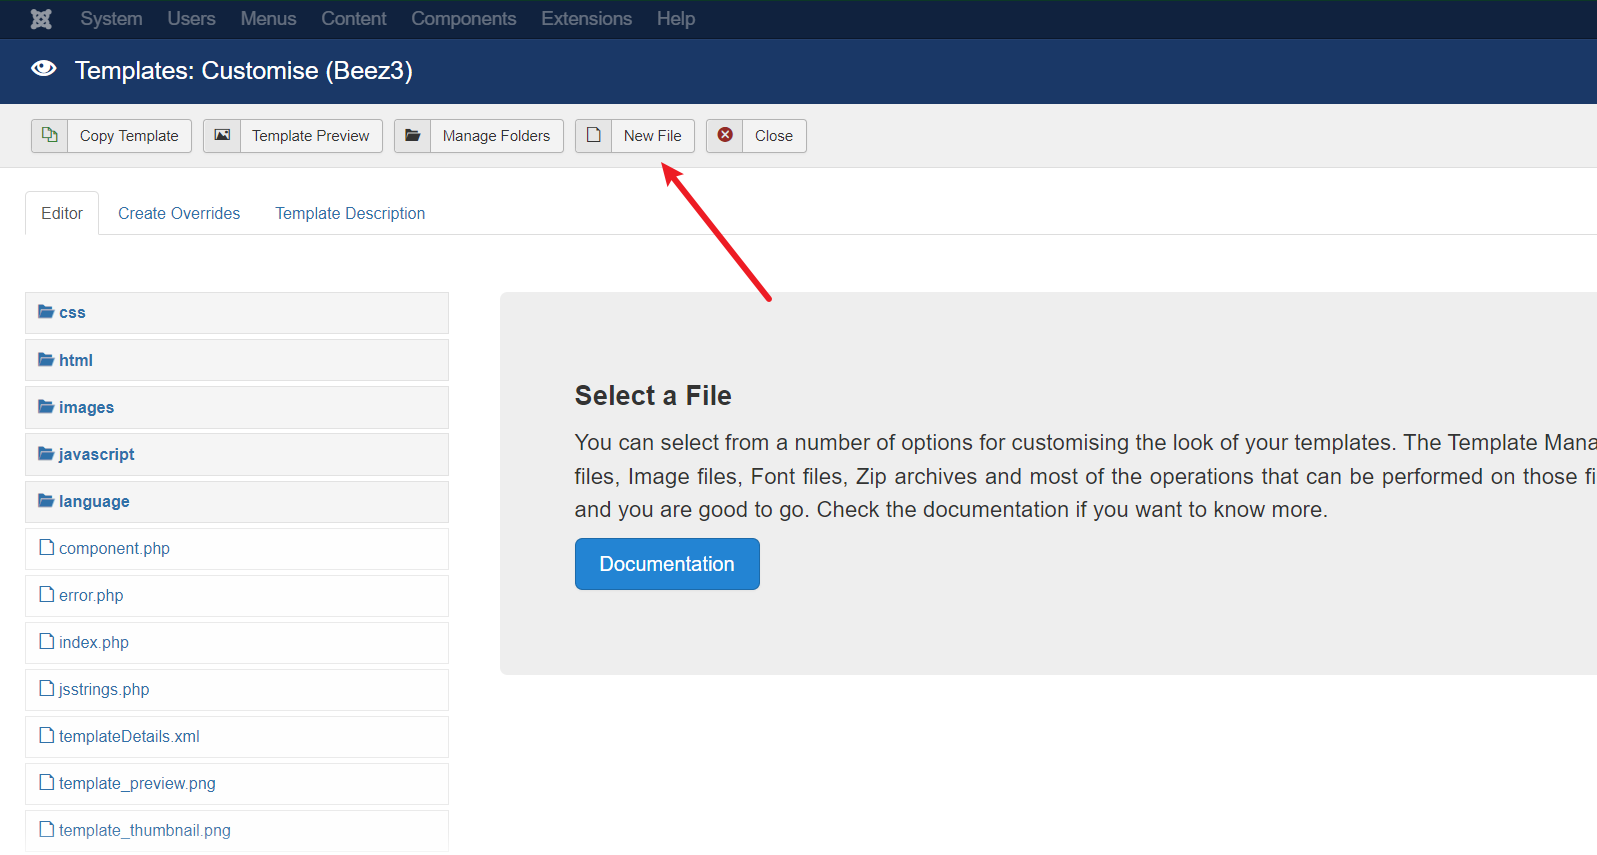 System Users Menus Content Components Extensions Help
Templates: Customise (Beez3)
Copy Template Template Preview Manage Folders New File Close
Editor Create Overrides Template Description
css
html
images
javascript
language
component.php
error.php
index.php
jsstrings.php
templateDetails.xml
template_preview.png
template_thumbnail.png
Select a File
You can select from a number of options for customising the look of your templates. The Template Mana
files, Image files, Font files, Zip archives and most of the operations that can be performed on those fi
and you are good to go. Check the documentation if you want to know more.
Documentation